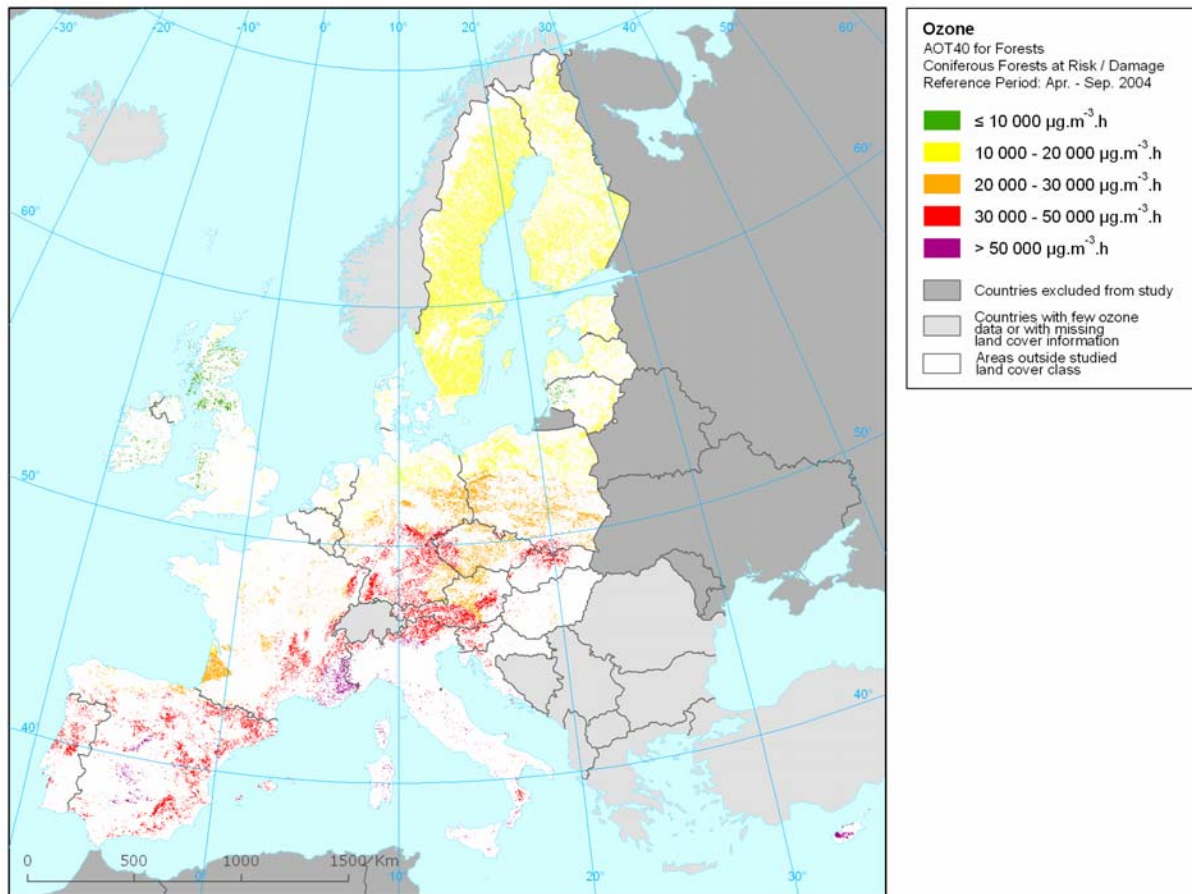 -30° -20° -10° 0° 10° 20° 30° 40° 50° 60°
60°
60°
50°
50°
40°
40°
0 500 1000 1500 Km
0° 10° 20° 30°
Ozone
AOT40 for Forests
Coniferous Forests at Risk / Damage
Reference Period: Apr. - Sep. 2004
≤ 10 000 µg.m⁻³.h
10 000 - 20 000 µg.m⁻³.h
20 000 - 30 000 µg.m⁻³.h
30 000 - 50 000 µg.m⁻³.h
> 50 000 µg.m⁻³.h
Countries excluded from study
Countries with few ozone
data or with missing
land cover information
Areas outside studied
land cover class